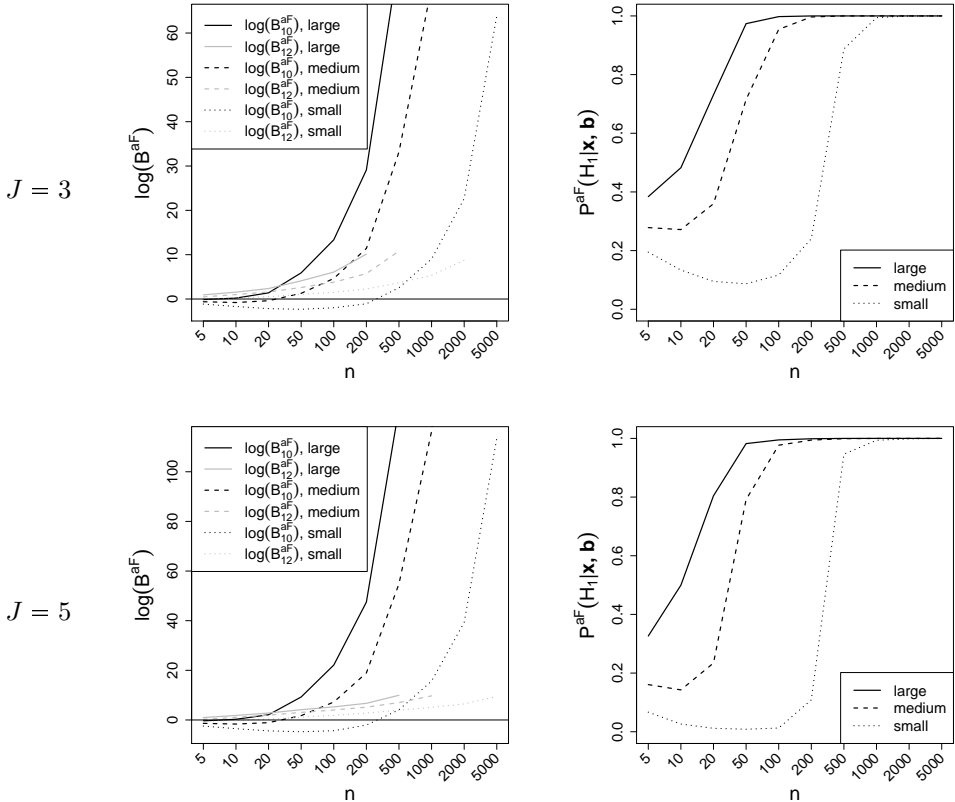 J = 3
log(B^aF)
60
50
40
30
20
10
0
log(B^aF_10), large
log(B^aF_12), large
log(B^aF_10), medium
log(B^aF_12), medium
log(B^aF_10), small
log(B^aF_12), small
5 10 20 50 100 200 500 1000 2000 5000
n
P^aF(H_1|x, b)
1.0
0.8
0.6
0.4
0.2
0.0
large
medium
small
5 10 20 50 100 200 500 1000 2000 5000
n
J = 5
log(B^aF)
100
80
60
40
20
0
log(B^aF_10), large
log(B^aF_12), large
log(B^aF_10), medium
log(B^aF_12), medium
log(B^aF_10), small
log(B^aF_12), small
5 10 20 50 100 200 500 1000 2000 5000
n
P^aF(H_1|x, b)
1.0
0.8
0.6
0.4
0.2
0.0
large
medium
small
5 10 20 50 100 200 500 1000 2000 5000
n